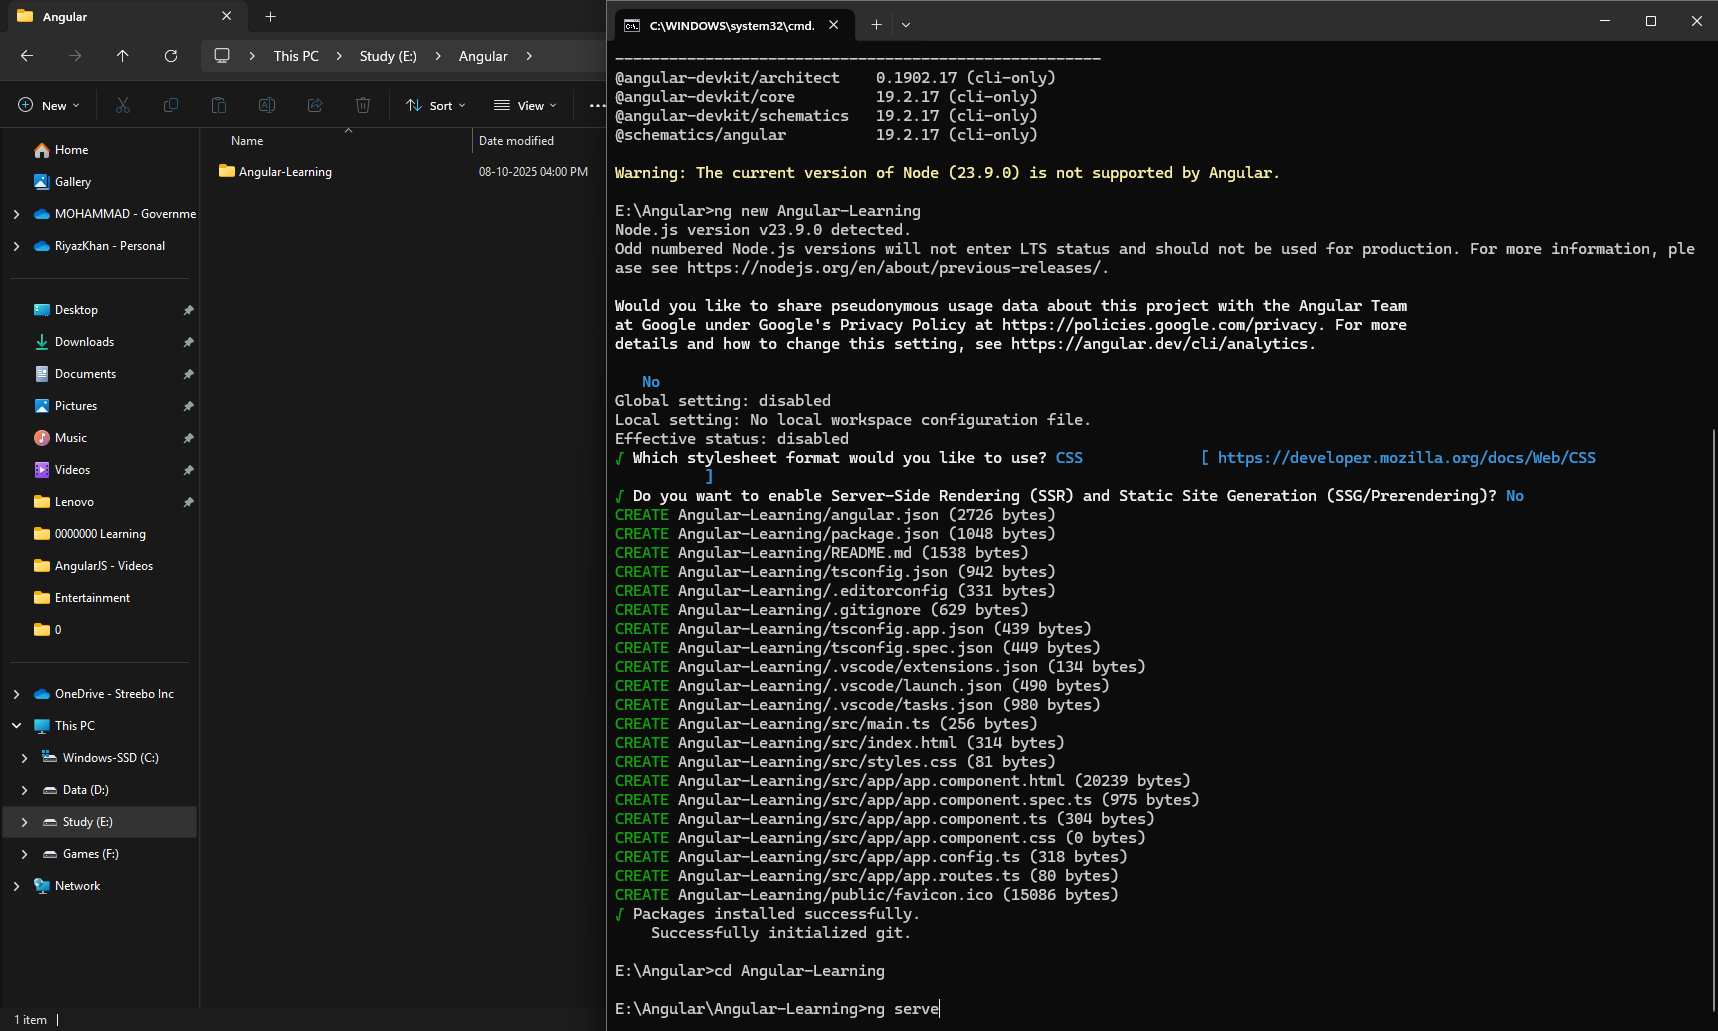 Angular
This PC
Study (E:)
Angular
New
Sort
View
Name
Date modified
Home
Gallery
MOHAMMAD - Governme
RiyazKhan - Personal
Desktop
Downloads
Documents
Pictures
Music
Videos
Lenovo
0000000 Learning
AngularJS - Videos
Entertainment
0
OneDrive - Streebo Inc
This PC
Windows-SSD (C:)
Data (D:)
Study (E:)
Games (F:)
Network
Angular-Learning 08-10-2025 04:00 PM
1 item
C:\WINDOWS\system32\cmd.
------------------------------------------------------
@angular-devkit/architect    0.1902.17 (cli-only)
@angular-devkit/core         19.2.17 (cli-only)
@angular-devkit/schematics   19.2.17 (cli-only)
@schematics/angular          19.2.17 (cli-only)
Warning: The current version of Node (23.9.0) is not supported by Angular.
E:\Angular>ng new Angular-Learning
Node.js version v23.9.0 detected.
Odd numbered Node.js versions will not enter LTS status and should not be used for production. For more information, ple
ase see https://nodejs.org/en/about/previous-releases/.
Would you like to share pseudonymous usage data about this project with the Angular Team
at Google under Google's Privacy Policy at https://policies.google.com/privacy. For more
details and how to change this setting, see https://angular.dev/cli/analytics.
No
Global setting: disabled
Local setting: No local workspace configuration file.
Effective status: disabled
√ Which stylesheet format would you like to use? CSS             [ https://developer.mozilla.org/docs/Web/CSS
]
√ Do you want to enable Server-Side Rendering (SSR) and Static Site Generation (SSG/Prerendering)? No
CREATE Angular-Learning/angular.json (2726 bytes)
CREATE Angular-Learning/package.json (1048 bytes)
CREATE Angular-Learning/README.md (1538 bytes)
CREATE Angular-Learning/tsconfig.json (942 bytes)
CREATE Angular-Learning/.editorconfig (331 bytes)
CREATE Angular-Learning/.gitignore (629 bytes)
CREATE Angular-Learning/tsconfig.app.json (439 bytes)
CREATE Angular-Learning/tsconfig.spec.json (449 bytes)
CREATE Angular-Learning/.vscode/extensions.json (134 bytes)
CREATE Angular-Learning/.vscode/launch.json (490 bytes)
CREATE Angular-Learning/.vscode/tasks.json (980 bytes)
CREATE Angular-Learning/src/main.ts (256 bytes)
CREATE Angular-Learning/src/index.html (314 bytes)
CREATE Angular-Learning/src/styles.css (81 bytes)
CREATE Angular-Learning/src/app/app.component.html (20239 bytes)
CREATE Angular-Learning/src/app/app.component.spec.ts (975 bytes)
CREATE Angular-Learning/src/app/app.component.ts (304 bytes)
CREATE Angular-Learning/src/app/app.component.css (0 bytes)
CREATE Angular-Learning/src/app/app.config.ts (318 bytes)
CREATE Angular-Learning/src/app/app.routes.ts (80 bytes)
CREATE Angular-Learning/public/favicon.ico (15086 bytes)
√ Packages installed successfully.
Successfully initialized git.
E:\Angular>cd Angular-Learning
E:\Angular\Angular-Learning>ng serve